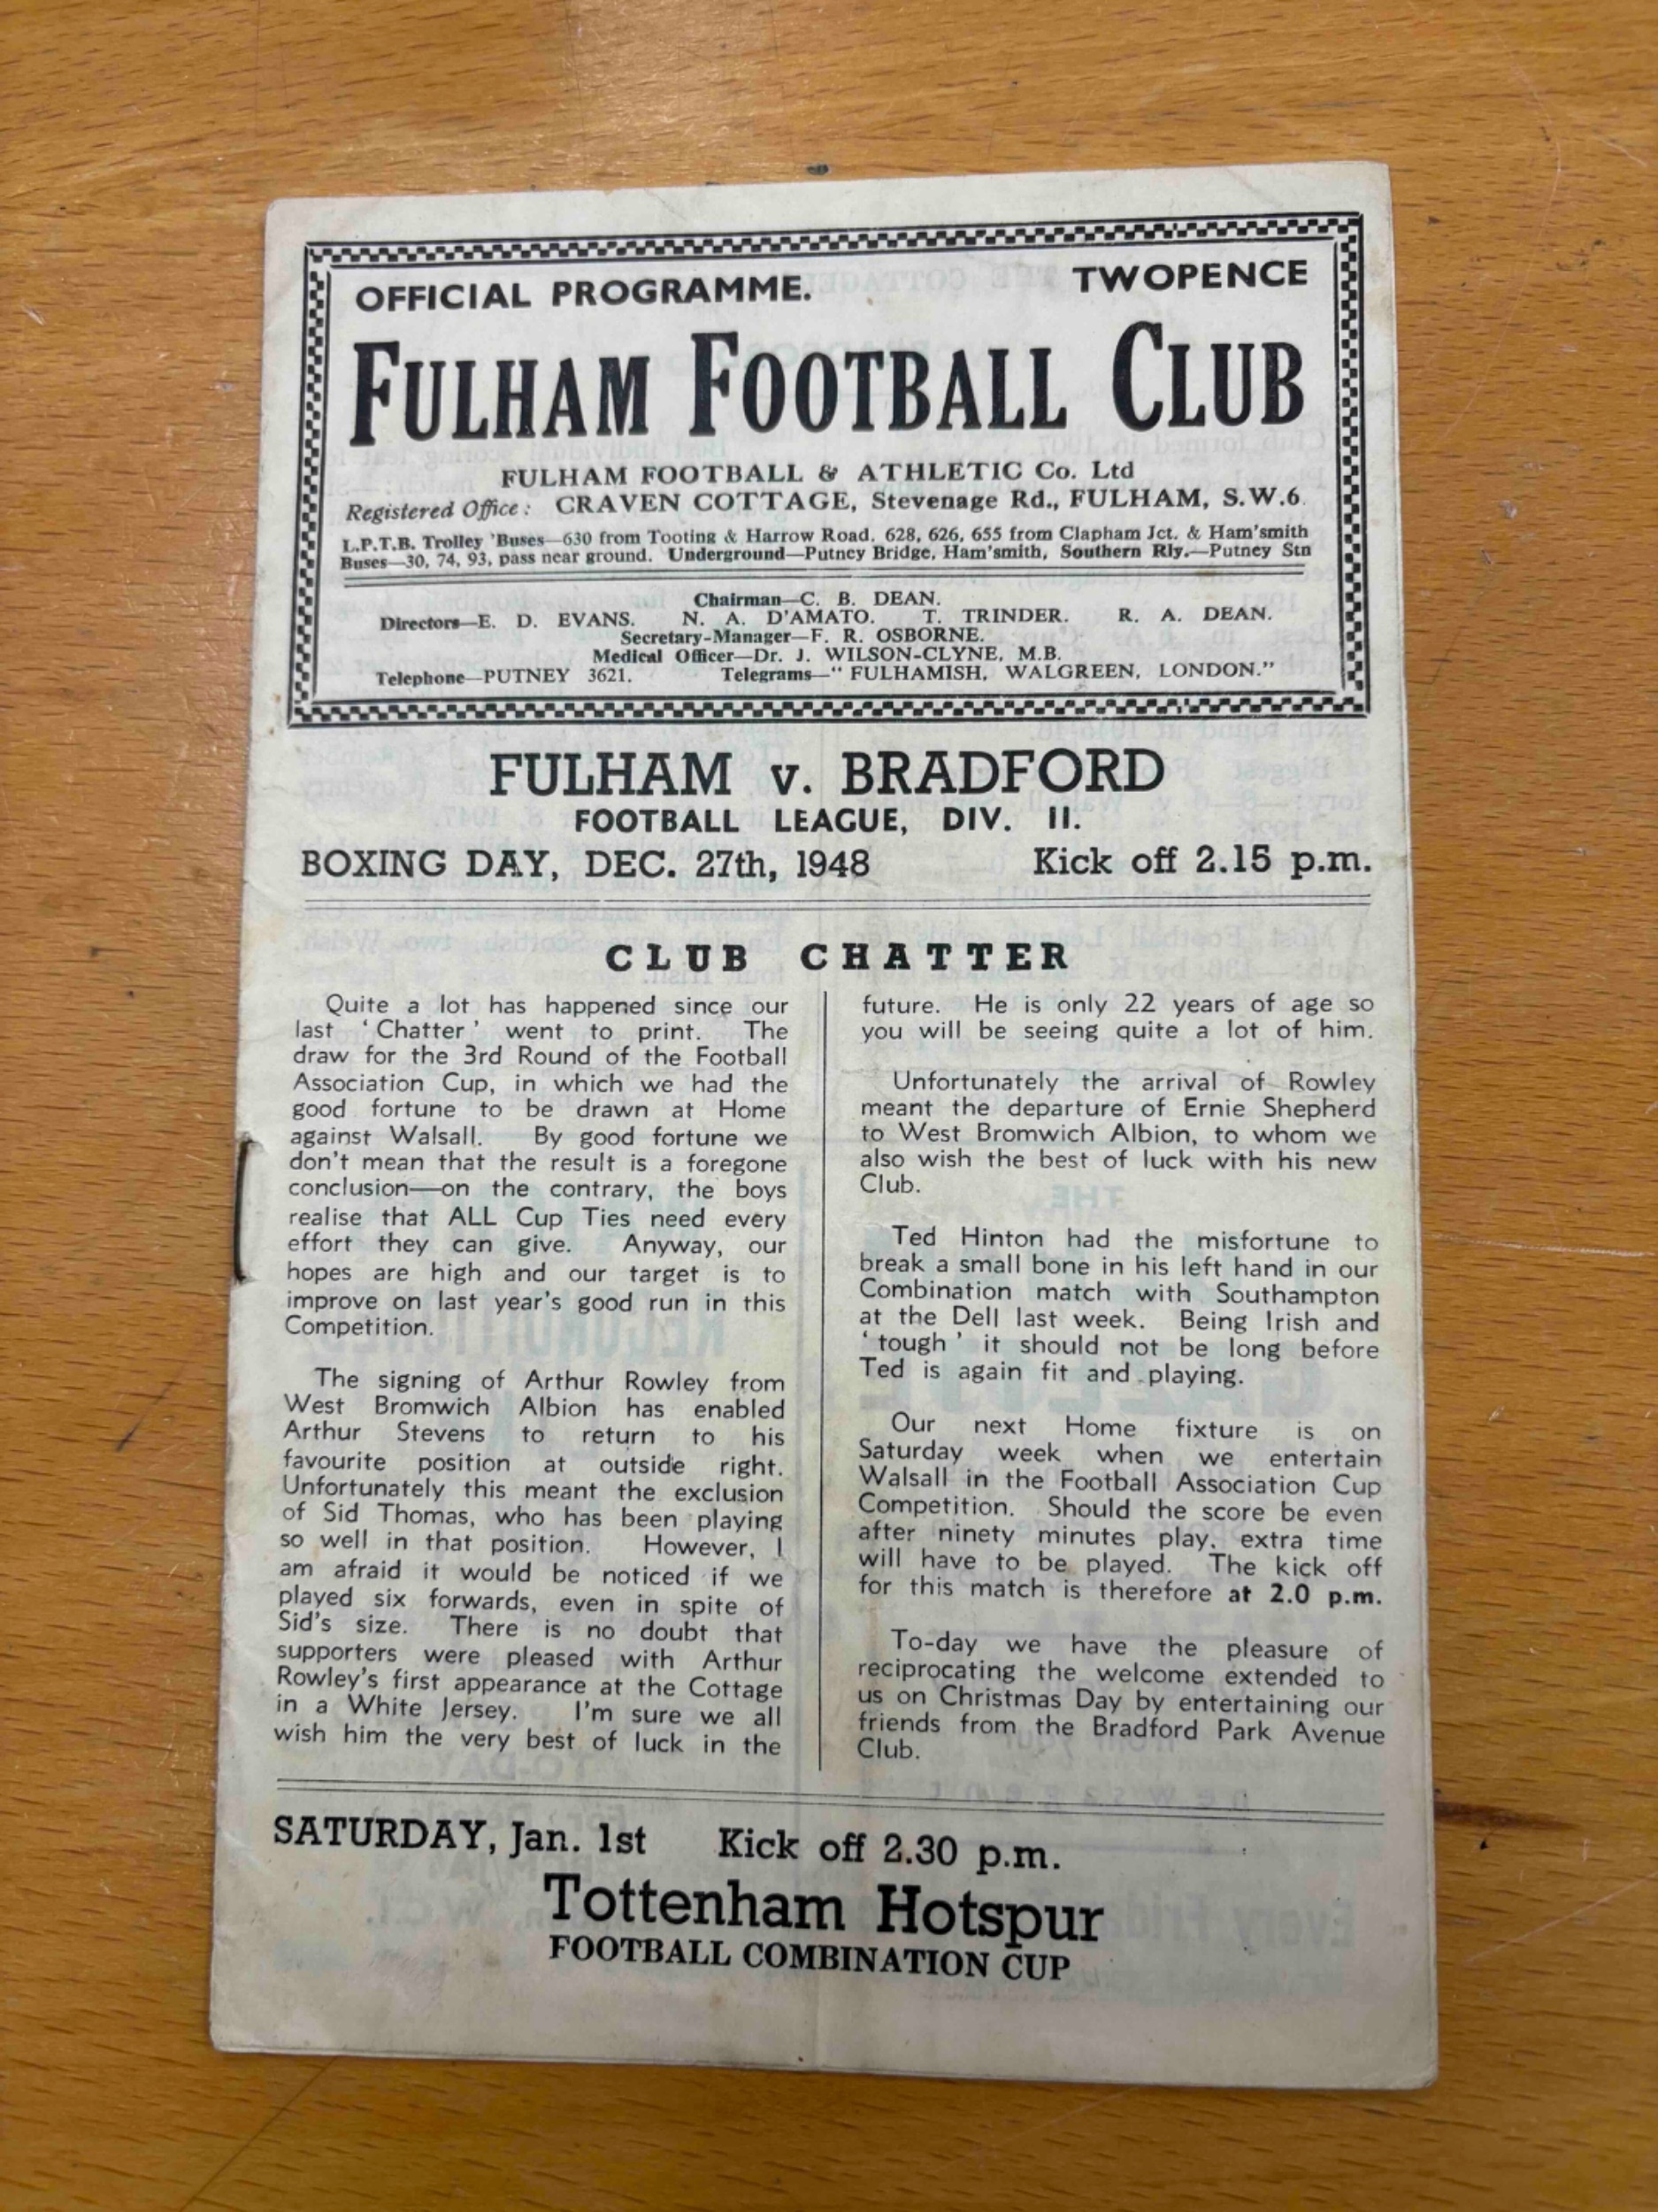 OFFICIAL PROGRAMME. TWOPENCE
FULHAM FOOTBALL CLUB
FULHAM FOOTBALL & ATHLETIC Co. Ltd
Registered Office: CRAVEN COTTAGE, Stevenage Rd., FULHAM, S.W.6.
L.P.T.B. Trolley 'Buses—630 from Tooting & Harrow Road. 628, 626, 655 from Clapham Jct. & Ham'smith
Buses—30, 74, 93, pass near ground. Underground—Putney Bridge, Ham'smith, Southern Rly.—Putney Stn
Chairman—C. B. DEAN.
Directors—E. D. EVANS. N. A. D'AMATO. T. TRINDER. R. A. DEAN.
Secretary-Manager—F. R. OSBORNE.
Medical Officer—Dr. J. WILSON-CLYNE, M.B.
Telephone—PUTNEY 3621. Telegrams—" FULHAMISH, WALGREEN, LONDON."
FULHAM v. BRADFORD
FOOTBALL LEAGUE, DIV. II.
BOXING DAY, DEC. 27th, 1948 Kick off 2.15 p.m.
CLUB CHATTER
Quite a lot has happened since our
last ' Chatter ' went to print. The
draw for the 3rd Round of the Football
Association Cup, in which we had the
good fortune to be drawn at Home
against Walsall. By good fortune we
don't mean that the result is a foregone
conclusion—on the contrary, the boys
realise that ALL Cup Ties need every
effort they can give. Anyway, our
hopes are high and our target is to
improve on last year's good run in this
Competition.
The signing of Arthur Rowley from
West Bromwich Albion has enabled
Arthur Stevens to return to his
favourite position at outside right.
Unfortunately this meant the exclusion
of Sid Thomas, who has been playing
so well in that position. However, I
am afraid it would be noticed if we
played six forwards, even in spite of
Sid's size. There is no doubt that
supporters were pleased with Arthur
Rowley's first appearance at the Cottage
in a White Jersey. I'm sure we all
wish him the very best of luck in the
future. He is only 22 years of age so
you will be seeing quite a lot of him.
Unfortunately the arrival of Rowley
meant the departure of Ernie Shepherd
to West Bromwich Albion, to whom we
also wish the best of luck with his new
Club.
Ted Hinton had the misfortune to
break a small bone in his left hand in our
Combination match with Southampton
at the Dell last week. Being Irish and
' tough ' it should not be long before
Ted is again fit and playing.
Our next Home fixture is on
Saturday week when we entertain
Walsall in the Football Association Cup
Competition. Should the score be even
after ninety minutes play, extra time
will have to be played. The kick off
for this match is therefore at 2.0 p.m.
To-day we have the pleasure of
reciprocating the welcome extended to
us on Christmas Day by entertaining our
friends from the Bradford Park Avenue
Club.
SATURDAY, Jan. 1st Kick off 2.30 p.m.
Tottenham Hotspur
FOOTBALL COMBINATION CUP